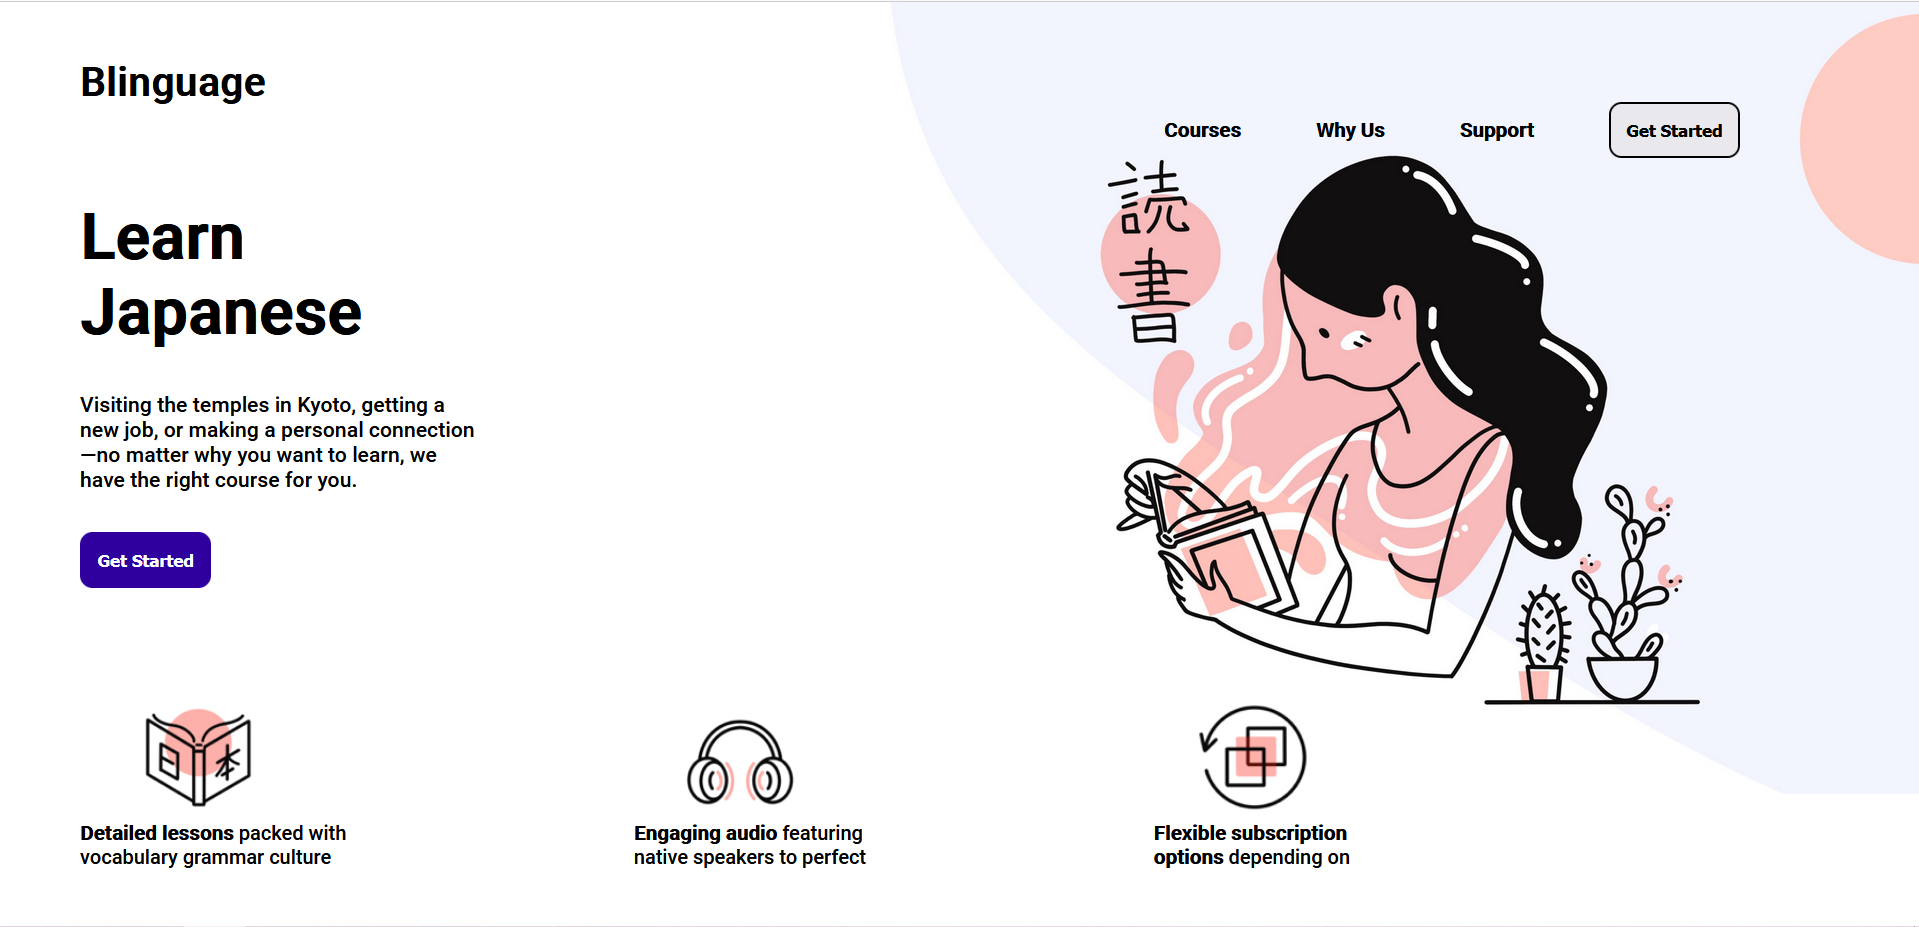 Blinguage
Courses
Why Us
Support
Get Started
読
書
Learn
Japanese
Visiting the temples in Kyoto, getting a
new job, or making a personal connection
—no matter why you want to learn, we
have the right course for you.
Get Started
日本
Detailed lessons packed with
vocabulary grammar culture
Engaging audio featuring
native speakers to perfect
Flexible subscription
options depending on